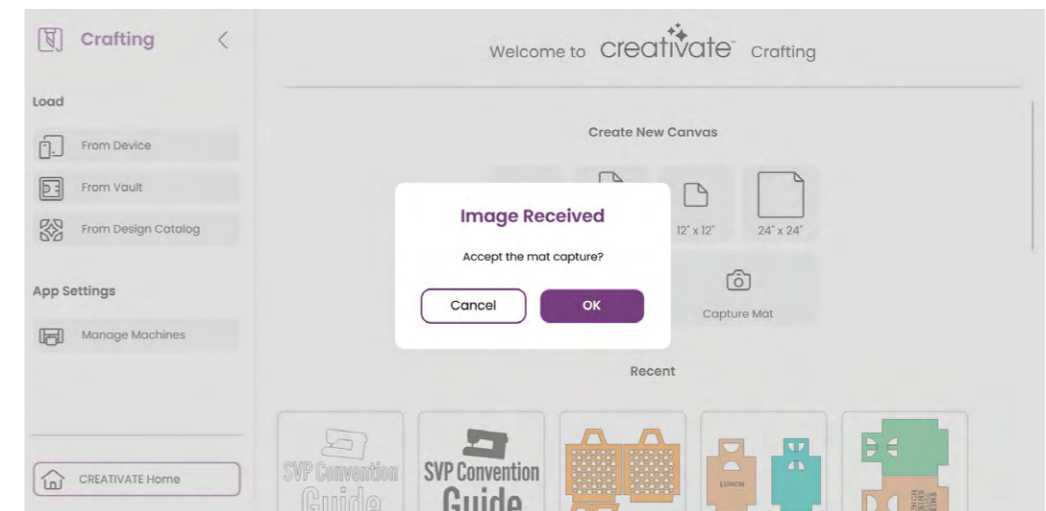 Crafting
Welcome to creativate™ Crafting
Load
From Device
From Vault
From Design Catalog
App Settings
Manage Machines
CREATIVATE Home
Create New Canvas
12" x 12"
24" x 24"
Capture Mat
Image Received
Accept the mat capture?
Cancel
OK
Recent
SVP Convention
Guide
SVP Convention
Guide
LUNCH